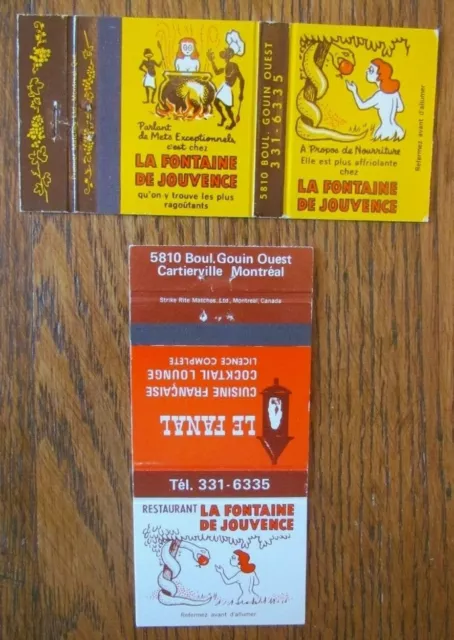 Parlant
de Mets Exceptionnels
c'est chez
LA FONTAINE
DE JOUVENCE
qu'on y trouve les plus
ragoûtants
5810 BOUL. GOUIN OUEST
331-6335
A Propos de Nourriture
Elle est plus affriolante
chez
LA FONTAINE
DE JOUVENCE
Refermez avant d'allumer
5810 Boul. Gouin Ouest
Cartierville Montréal
Strike Rite Matches, Ltd., Montreal, Canada
LE FANAL
CUISINE FRANÇAISE
COCKTAIL LOUNGE
LICENCE COMPLETE
Tél. 331-6335
RESTAURANT LA FONTAINE
DE JOUVENCE
Refermez avant d'allumer